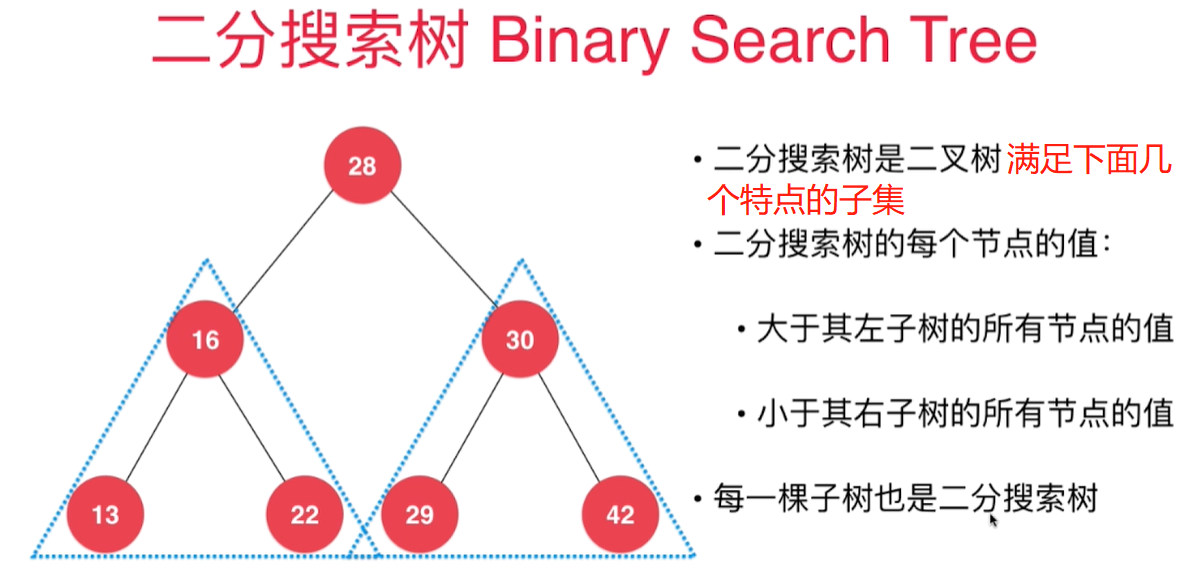 二分搜索树 Binary Search Tree
28
16
30
13
22
29
42
• 二分搜索树是二叉树满足下面几
个特点的子集
• 二分搜索树的每个节点的值：
• 大于其左子树的所有节点的值
• 小于其右子树的所有节点的值
• 每一棵子树也是二分搜索树